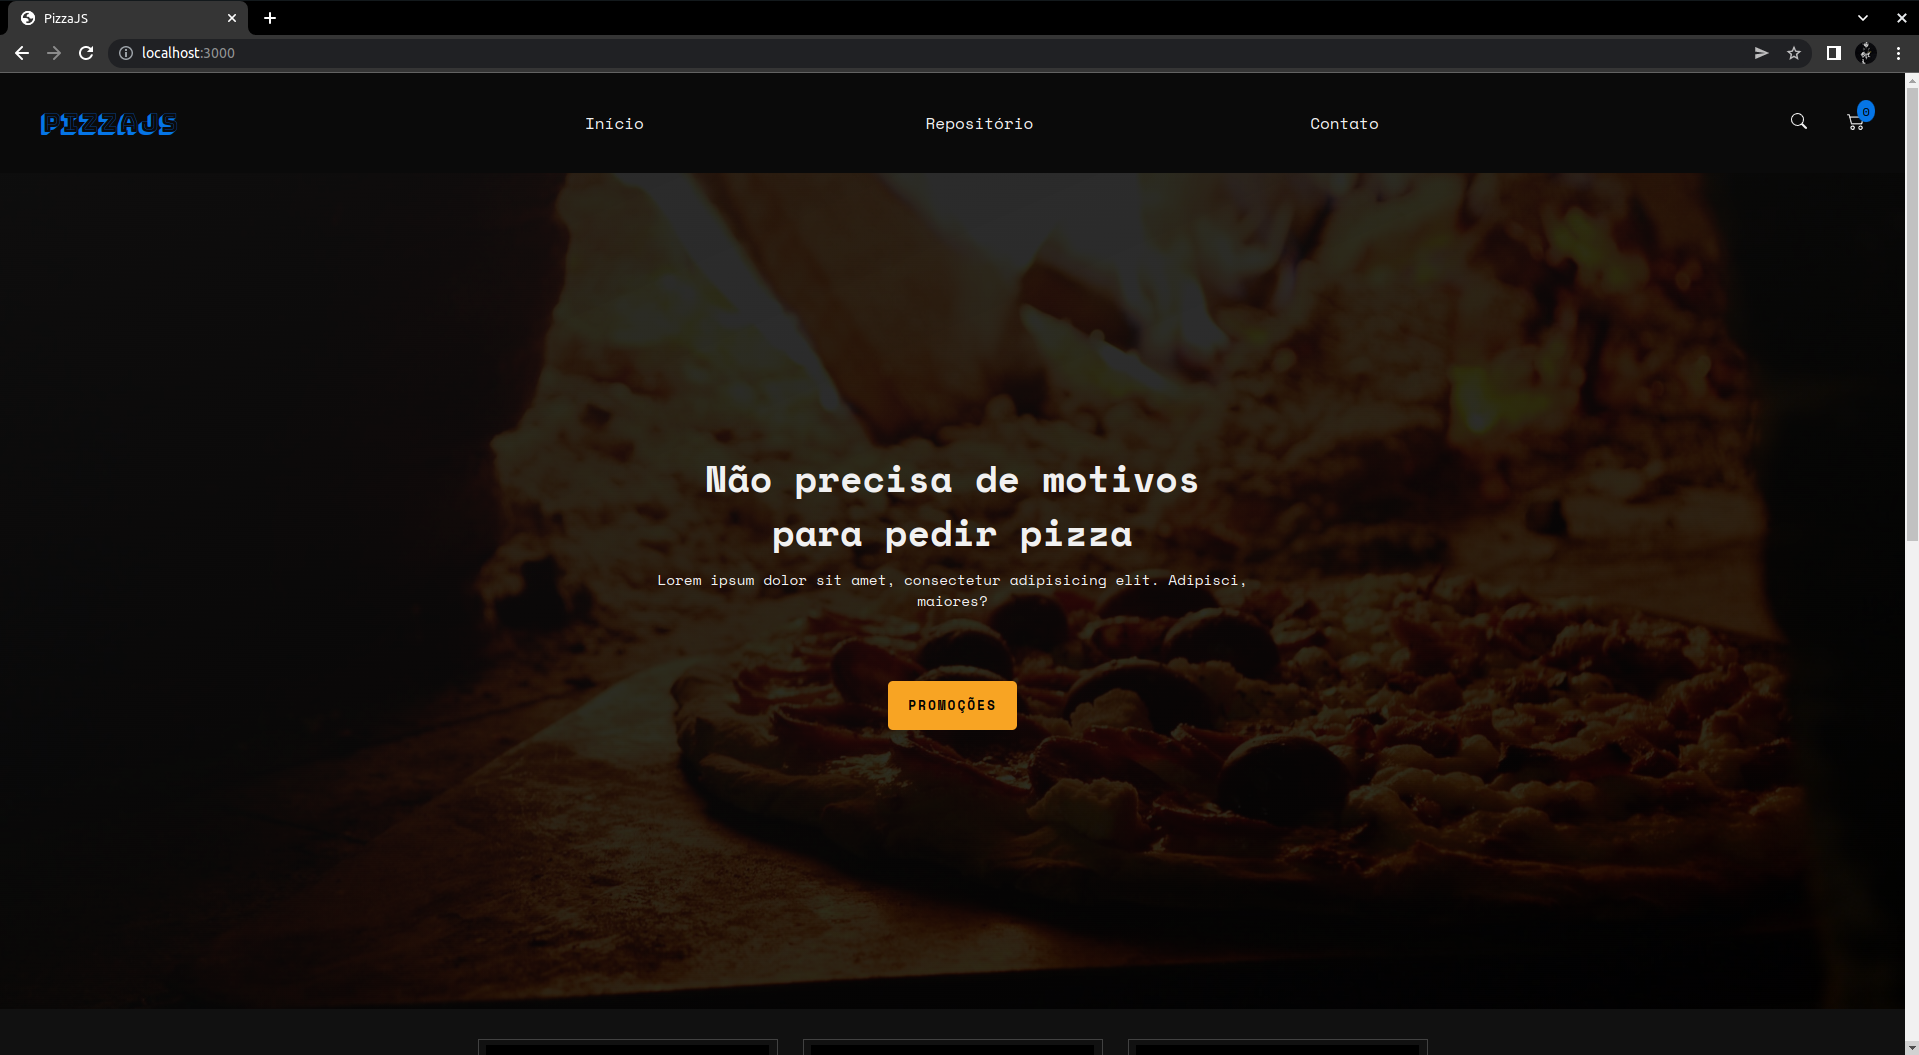 PizzaJS
localhost:3000
PIZZAJS
Início
Repositório
Contato
0
Não precisa de motivos
para pedir pizza
Lorem ipsum dolor sit amet, consectetur adipisicing elit. Adipisci,
maiores?
PROMOÇÕES